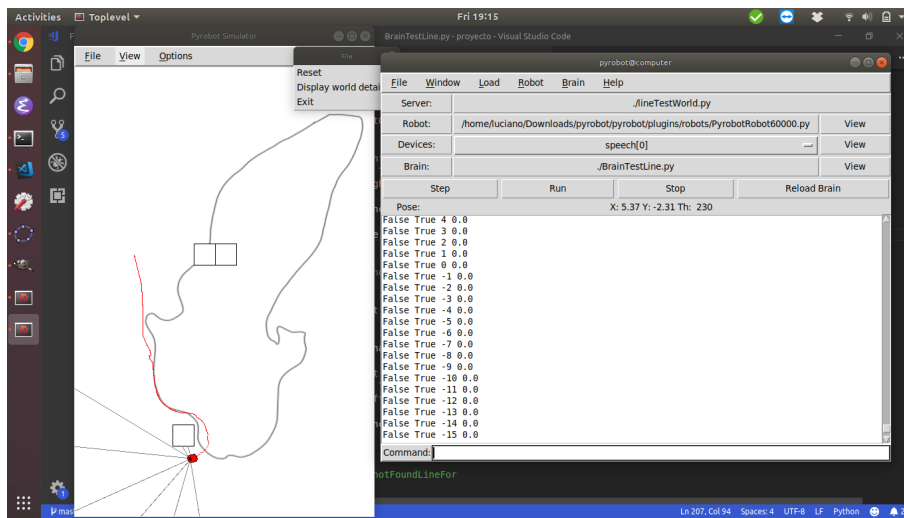 Activities Toplevel Fri 19:15
Pyrobot Simulator
BrainTestLine.py - proyecto - Visual Studio Code
File View Options
File
Reset
Display world detai
Exit
pyrobot@computer
File Window Load Robot Brain Help
Server: ./lineTestWorld.py
Robot: /home/luciano/Downloads/pyrobot/pyrobot/plugins/robots/PyrobotRobot60000.py View
Devices: speech[0] View
Brain: ./BrainTestLine.py View
Step Run Stop Reload Brain
Pose: X: 5.37 Y: -2.31 Th: 230
False True 4 0.0
False True 3 0.0
False True 2 0.0
False True 1 0.0
False True 0 0.0
False True -1 0.0
False True -2 0.0
False True -3 0.0
False True -4 0.0
False True -5 0.0
False True -6 0.0
False True -7 0.0
False True -8 0.0
False True -9 0.0
False True -10 0.0
False True -11 0.0
False True -12 0.0
False True -13 0.0
False True -14 0.0
False True -15 0.0
Command:
notFoundLineFor
mas Ln 207, Col 94 Spaces: 4 UTF-8 LF Python 2